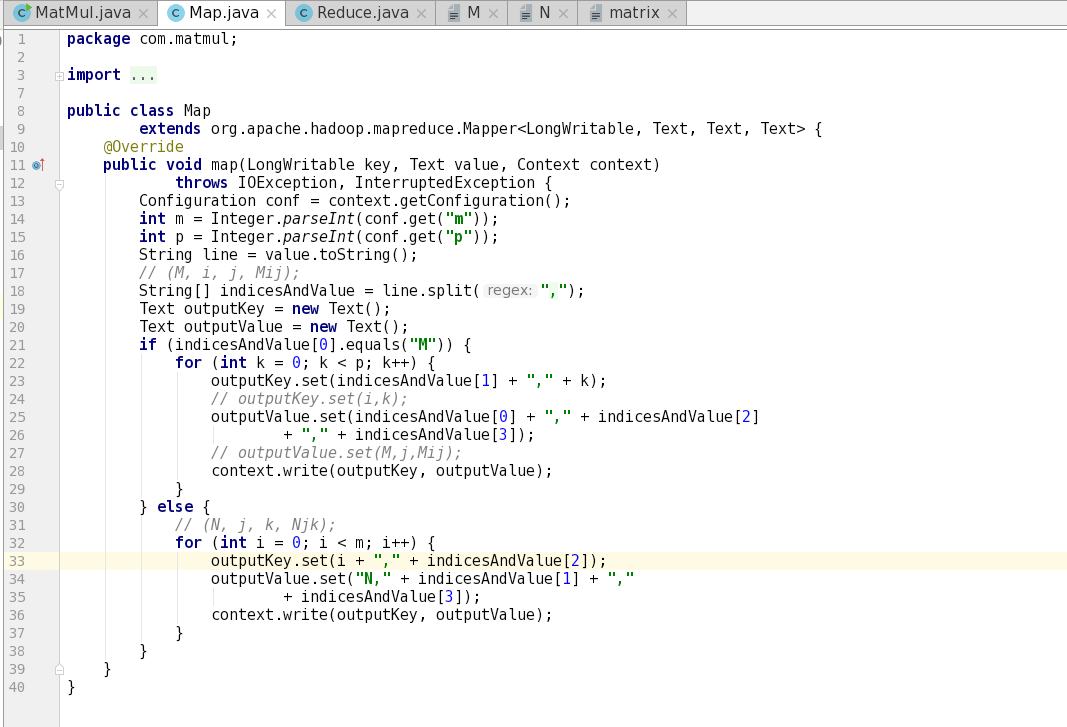 MatMul.java Map.java Reduce.java M N matrix
1 package com.matmul;
2
3 import ...
7
8 public class Map
9 extends org.apache.hadoop.mapreduce.Mapper<LongWritable, Text, Text, Text> {
10 @Override
11 public void map(LongWritable key, Text value, Context context)
12 throws IOException, InterruptedException {
13 Configuration conf = context.getConfiguration();
14 int m = Integer.parseInt(conf.get("m"));
15 int p = Integer.parseInt(conf.get("p"));
16 String line = value.toString();
17 // (M, i, j, Mij);
18 String[] indicesAndValue = line.split( regex: ",");
19 Text outputKey = new Text();
20 Text outputValue = new Text();
21 if (indicesAndValue[0].equals("M")) {
22 for (int k = 0; k < p; k++) {
23 outputKey.set(indicesAndValue[1] + "," + k);
24 // outputKey.set(i,k);
25 outputValue.set(indicesAndValue[0] + "," + indicesAndValue[2]
26 + "," + indicesAndValue[3]);
27 // outputValue.set(M,j,Mij);
28 context.write(outputKey, outputValue);
29 }
30 } else {
31 // (N, j, k, Njk);
32 for (int i = 0; i < m; i++) {
33 outputKey.set(i + "," + indicesAndValue[2]);
34 outputValue.set("N," + indicesAndValue[1] + ","
35 + indicesAndValue[3]);
36 context.write(outputKey, outputValue);
37 }
38 }
39 }
40 }